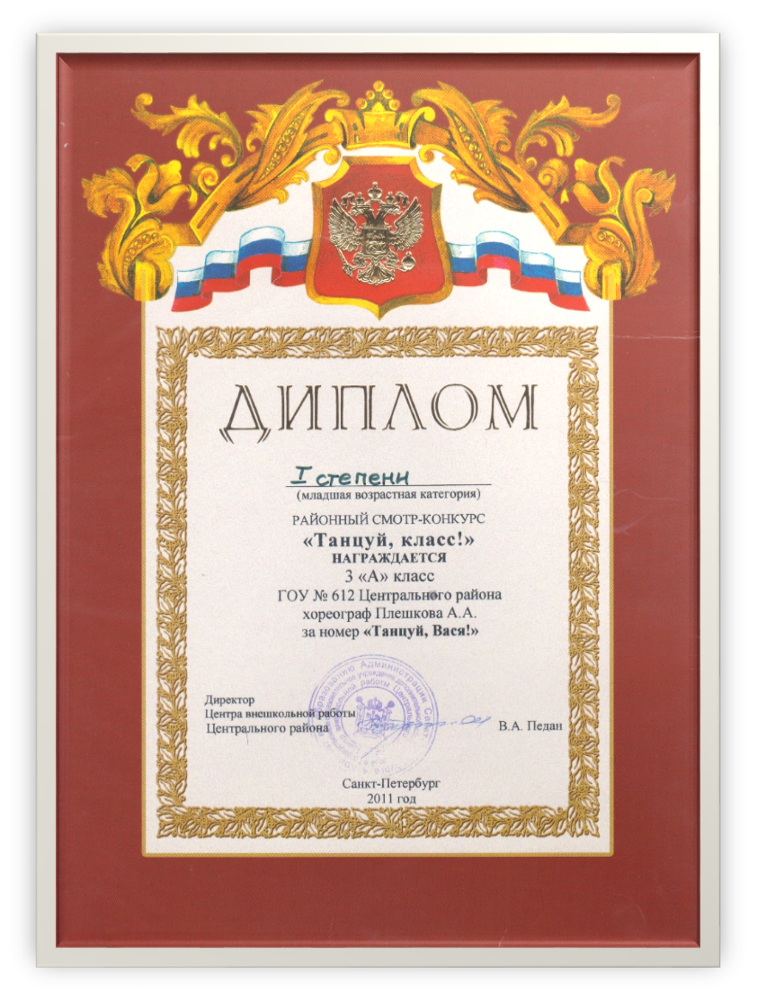 ДИПЛОМ
I степени
(младшая возрастная категория)
РАЙОННЫЙ СМОТР-КОНКУРС
«Танцуй, класс!»
НАГРАЖДАЕТСЯ
3 «А» класс
ГОУ № 612 Центрального района
хореограф Плешкова А.А.
за номер «Танцуй, Вася!»
Директор
Центра внешкольной работы
Центрального района
В.А. Педан
Санкт-Петербург
2011 год